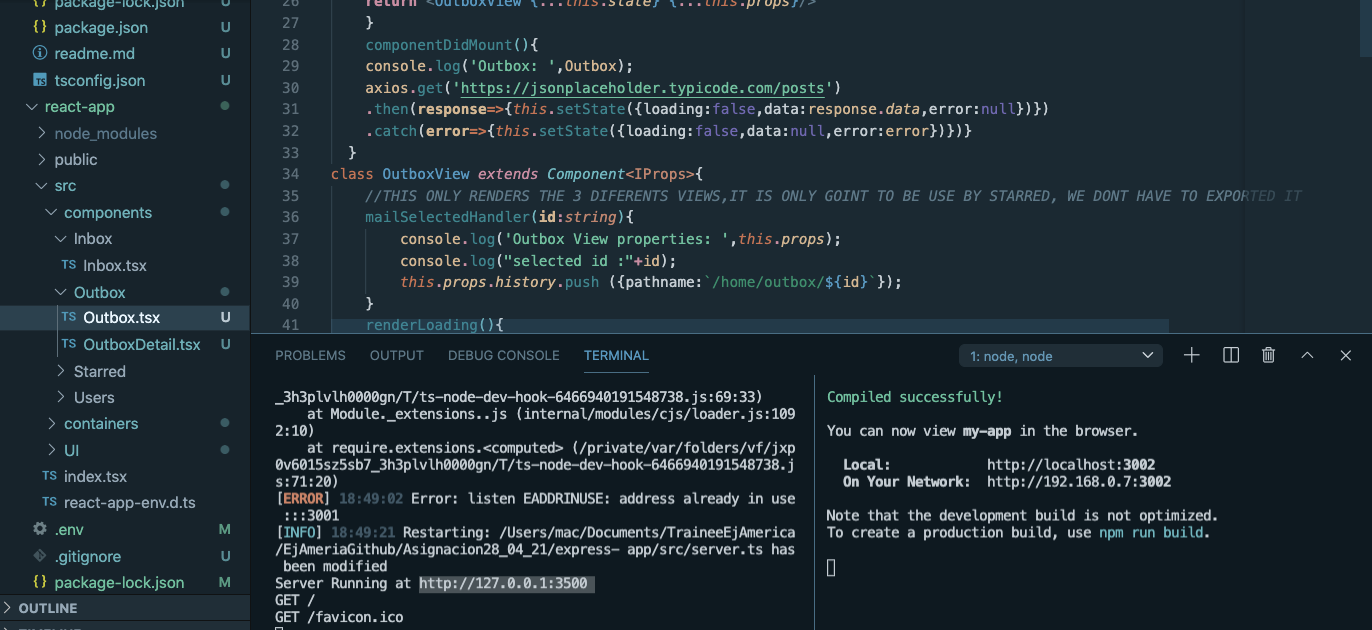 package-lock.json U
package.json U
readme.md U
tsconfig.json U
react-app
node_modules
public
src
components
Inbox
TS Inbox.tsx
Outbox
TS Outbox.tsx U
TS OutboxDetail.tsx U
Starred
Users
containers
UI
TS index.tsx
TS react-app-env.d.ts
.env M
.gitignore U
package-lock.json M
OUTLINE
26 return <OutboxView {...this.state} {...this.props}/>
27 }
28 componentDidMount(){
29 console.log('Outbox: ',Outbox);
30 axios.get('https://jsonplaceholder.typicode.com/posts')
31 .then(response=>{this.setState({loading:false,data:response.data,error:null})})
32 .catch(error=>{this.setState({loading:false,data:null,error:error})})}
33 }
34 class OutboxView extends Component<IProps>{
35 //THIS ONLY RENDERS THE 3 DIFERENTS VIEWS,IT IS ONLY GOINT TO BE USE BY STARRED, WE DONT HAVE TO EXPORTED IT
36 mailSelectedHandler(id:string){
37 console.log('Outbox View properties: ',this.props);
38 console.log("selected id :"+id);
39 this.props.history.push ({pathname:`/home/outbox/${id}`});
40 }
41 renderLoading(){
PROBLEMS OUTPUT DEBUG CONSOLE TERMINAL 1: node, node
_3h3plvlh0000gn/T/ts-node-dev-hook-6466940191548738.js:69:33)
at Module._extensions..js (internal/modules/cjs/loader.js:109
2:10)
at require.extensions.<computed> (/private/var/folders/vf/jxp
0v6015sz5sb7_3h3plvlh0000gn/T/ts-node-dev-hook-6466940191548738.j
s:71:20)
[ERROR] 18:49:02 Error: listen EADDRINUSE: address already in use
:::3001
[INFO] 18:49:21 Restarting: /Users/mac/Documents/TraineeEjAmerica
/EjAmeriaGithub/Asignacion28_04_21/express- app/src/server.ts has
been modified
Server Running at http://127.0.0.1:3500
GET /
GET /favicon.ico
Compiled successfully!
You can now view my-app in the browser.
Local: http://localhost:3002
On Your Network: http://192.168.0.7:3002
Note that the development build is not optimized.
To create a production build, use npm run build.